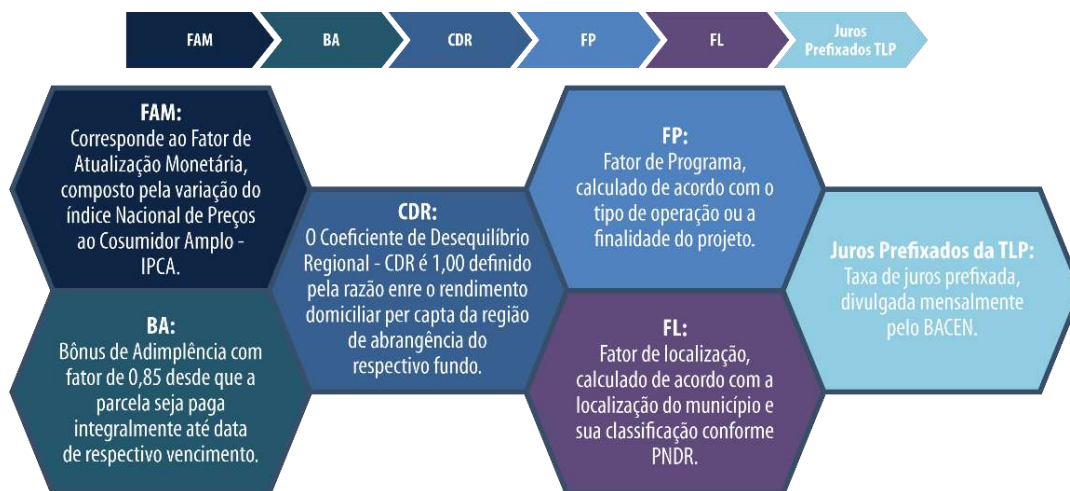 FAM
BA
CDR
FP
FL
Juros
Prefixados TLP
FAM:
Corresponde ao Fator de
Atualização Monetária,
composto pela variação do
índice Nacional de Preços
ao Cosumidor Amplo -
IPCA.
BA:
Bônus de Adimplência com
fator de 0,85 desde que a
parcela seja paga
integralmente até data
de respectivo vencimento.
CDR:
O Coeficiente de Desequilíbrio
Regional - CDR é 1,00 definido
pela razão enre o rendimento
domiciliar per capta da região
de abrangência do
respectivo fundo.
FP:
Fator de Programa,
calculado de acordo com o
tipo de operação ou a
finalidade do projeto.
FL:
Fator de localização,
calculado de acordo com a
localização do município e
sua classificação conforme
PNDR.
Juros Prefixados da TLP:
Taxa de juros prefixada,
divulgada mensalmente
pelo BACEN.